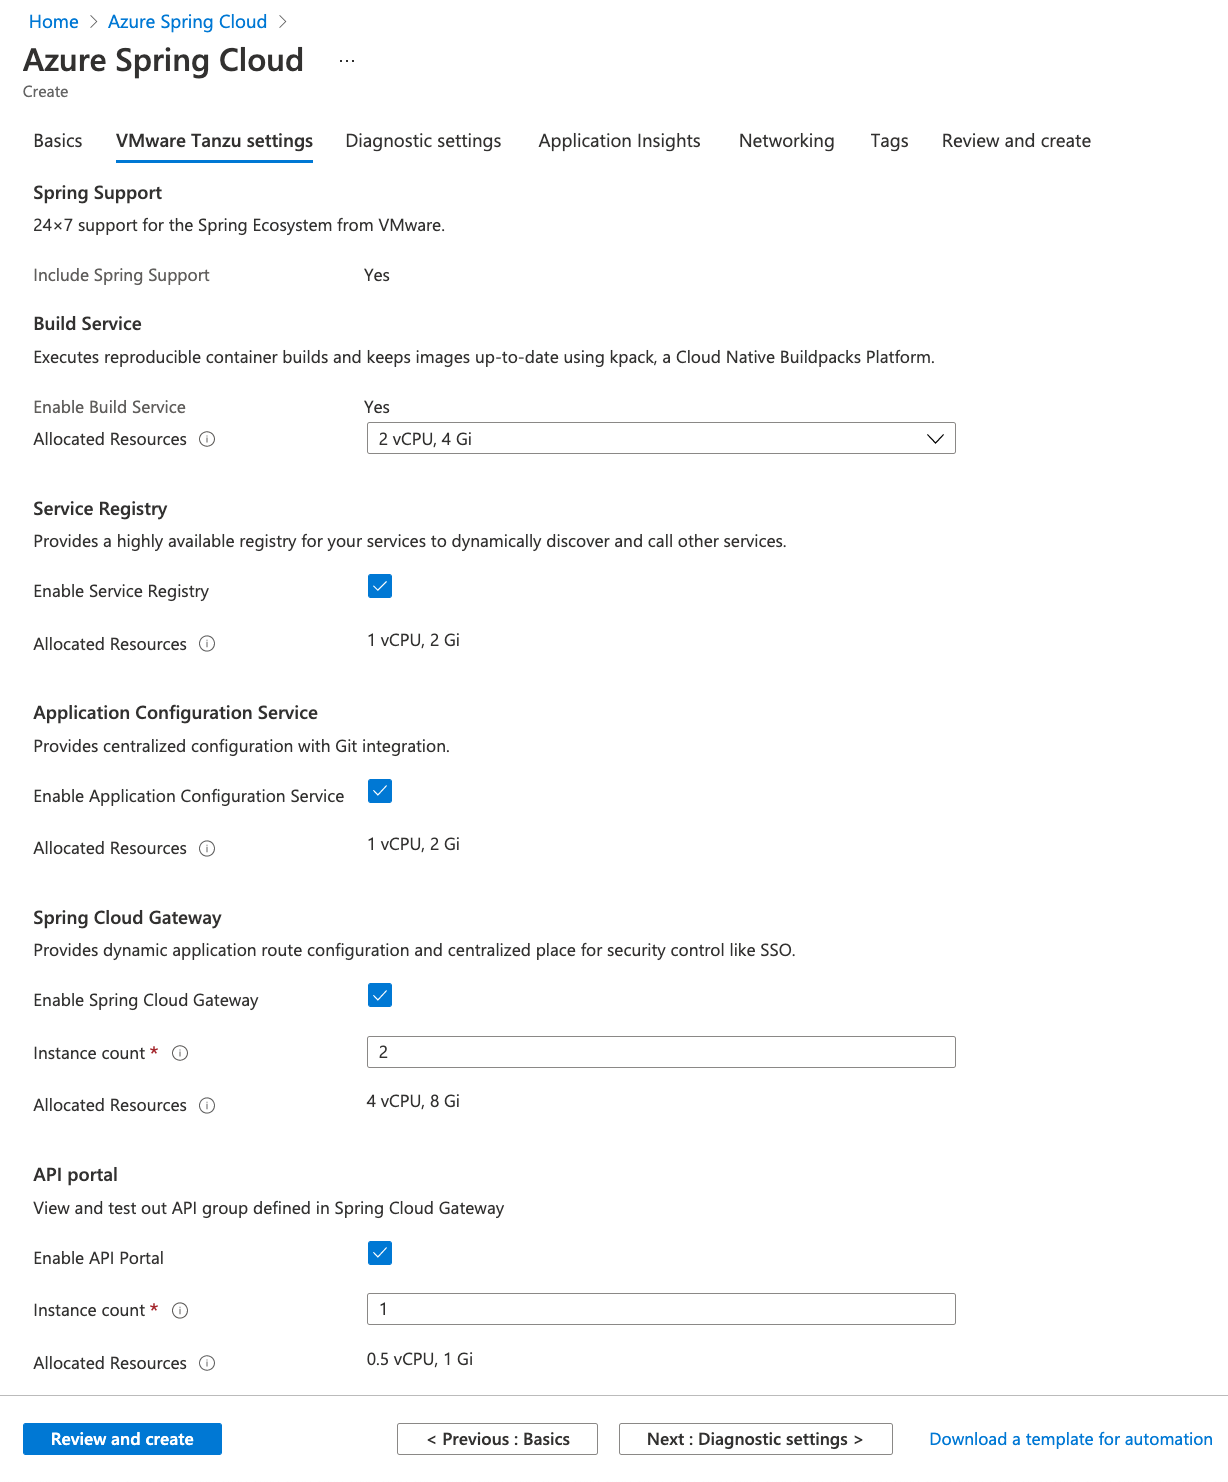 Home > Azure Spring Cloud >
Azure Spring Cloud ...
Create
Basics VMware Tanzu settings Diagnostic settings Application Insights Networking Tags Review and create
Spring Support
24×7 support for the Spring Ecosystem from VMware.
Include Spring Support Yes
Build Service
Executes reproducible container builds and keeps images up-to-date using kpack, a Cloud Native Buildpacks Platform.
Enable Build Service Yes
Allocated Resources 2 vCPU, 4 Gi
Service Registry
Provides a highly available registry for your services to dynamically discover and call other services.
Enable Service Registry
Allocated Resources 1 vCPU, 2 Gi
Application Configuration Service
Provides centralized configuration with Git integration.
Enable Application Configuration Service
Allocated Resources 1 vCPU, 2 Gi
Spring Cloud Gateway
Provides dynamic application route configuration and centralized place for security control like SSO.
Enable Spring Cloud Gateway
Instance count * 2
Allocated Resources 4 vCPU, 8 Gi
API portal
View and test out API group defined in Spring Cloud Gateway
Enable API Portal
Instance count * 1
Allocated Resources 0.5 vCPU, 1 Gi
Review and create < Previous : Basics Next : Diagnostic settings > Download a template for automation